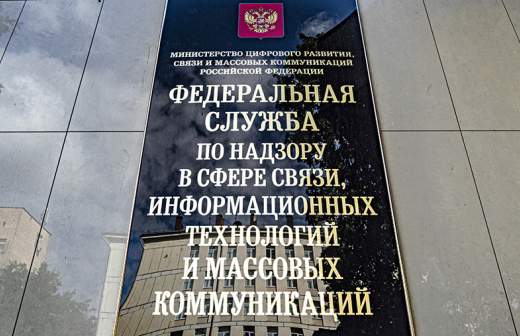 МИНИСТЕРСТВО ЦИФРОВОГО РАЗВИТИЯ,
СВЯЗИ И МАССОВЫХ КОММУНИКАЦИЙ
РОССИЙСКОЙ ФЕДЕРАЦИИ
ФЕДЕРАЛЬНАЯ
СЛУЖБА
ПО НАДЗОРУ
В СФЕРЕ СВЯЗИ,
ИНФОРМАЦИОННЫХ
ТЕХНОЛОГИЙ
И МАССОВЫХ
КОММУНИКАЦИЙ